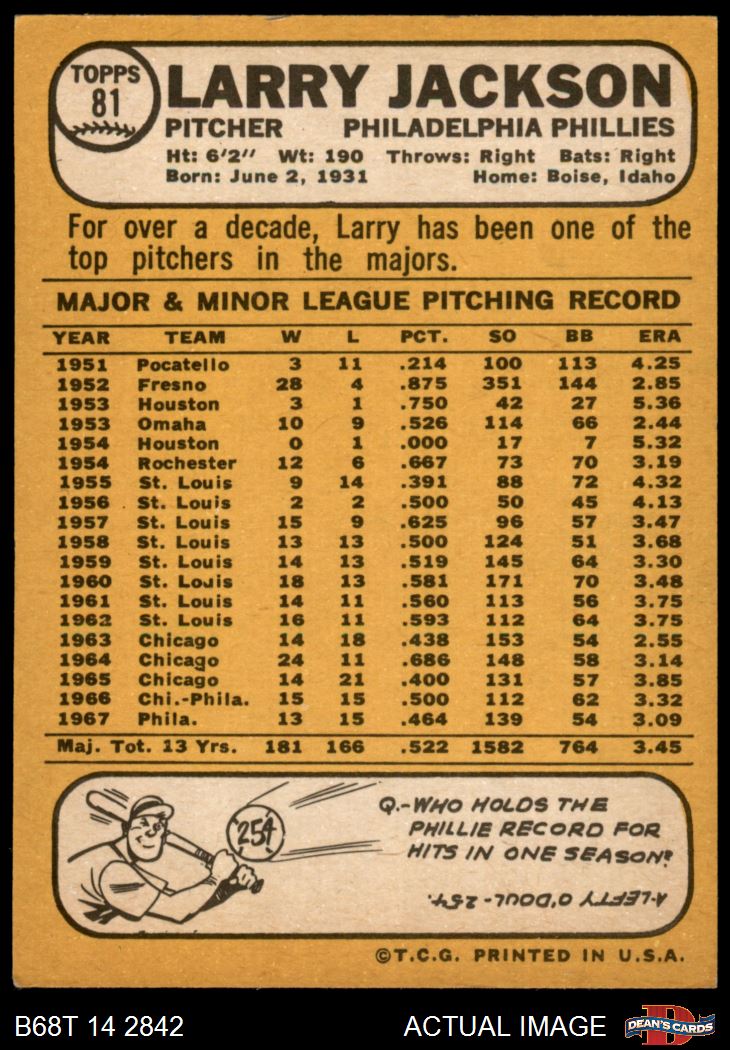 TOPPS
81
LARRY JACKSON
PITCHER PHILADELPHIA PHILLIES
Ht: 6'2" Wt: 190 Throws: Right Bats: Right
Born: June 2, 1931 Home: Boise, Idaho
For over a decade, Larry has been one of the
top pitchers in the majors.
MAJOR & MINOR LEAGUE PITCHING RECORD
YEAR TEAM W L PCT. SO BB ERA
1951 Pocatello 3 11 .214 100 113 4.25
1952 Fresno 28 4 .875 351 144 2.85
1953 Houston 3 1 .750 42 27 5.36
1953 Omaha 10 9 .526 114 66 2.44
1954 Houston 0 1 .000 17 7 5.32
1954 Rochester 12 6 .667 73 70 3.19
1955 St. Louis 9 14 .391 88 72 4.32
1956 St. Louis 2 2 .500 50 45 4.13
1957 St. Louis 15 9 .625 96 57 3.47
1958 St. Louis 13 13 .500 124 51 3.68
1959 St. Louis 14 13 .519 145 64 3.30
1960 St. Louis 18 13 .581 171 70 3.48
1961 St. Louis 14 11 .560 113 56 3.75
1962 St. Louis 16 11 .593 112 64 3.75
1963 Chicago 14 18 .438 153 54 2.55
1964 Chicago 24 11 .686 148 58 3.14
1965 Chicago 14 21 .400 131 57 3.85
1966 Chi.-Phila. 15 15 .500 112 62 3.32
1967 Phila. 13 15 .464 139 54 3.09
Maj. Tot. 13 Yrs. 181 166 .522 1582 764 3.45
254
Q.-WHO HOLDS THE
PHILLIE RECORD FOR
HITS IN ONE SEASON?
A-LEFTY O'DOUL-254.
©T.C.G. PRINTED IN U.S.A.
B68T 14 2842 ACTUAL IMAGE
D
DEAN'S CARDS